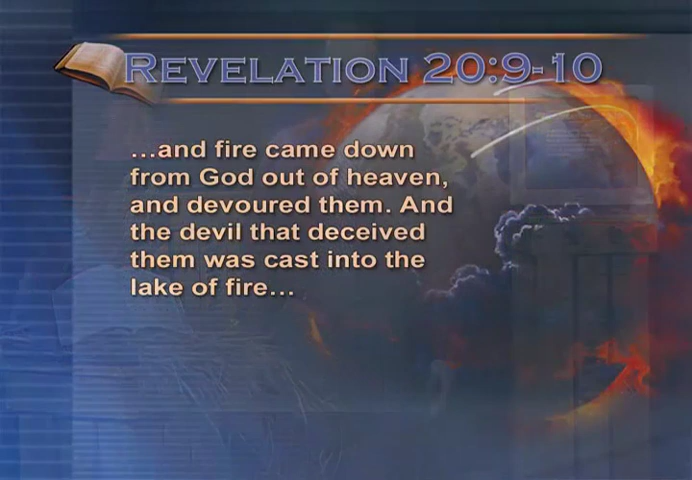 REVELATION 20:9-10
...and fire came down
from God out of heaven,
and devoured them. And
the devil that deceived
them was cast into the
lake of fire...